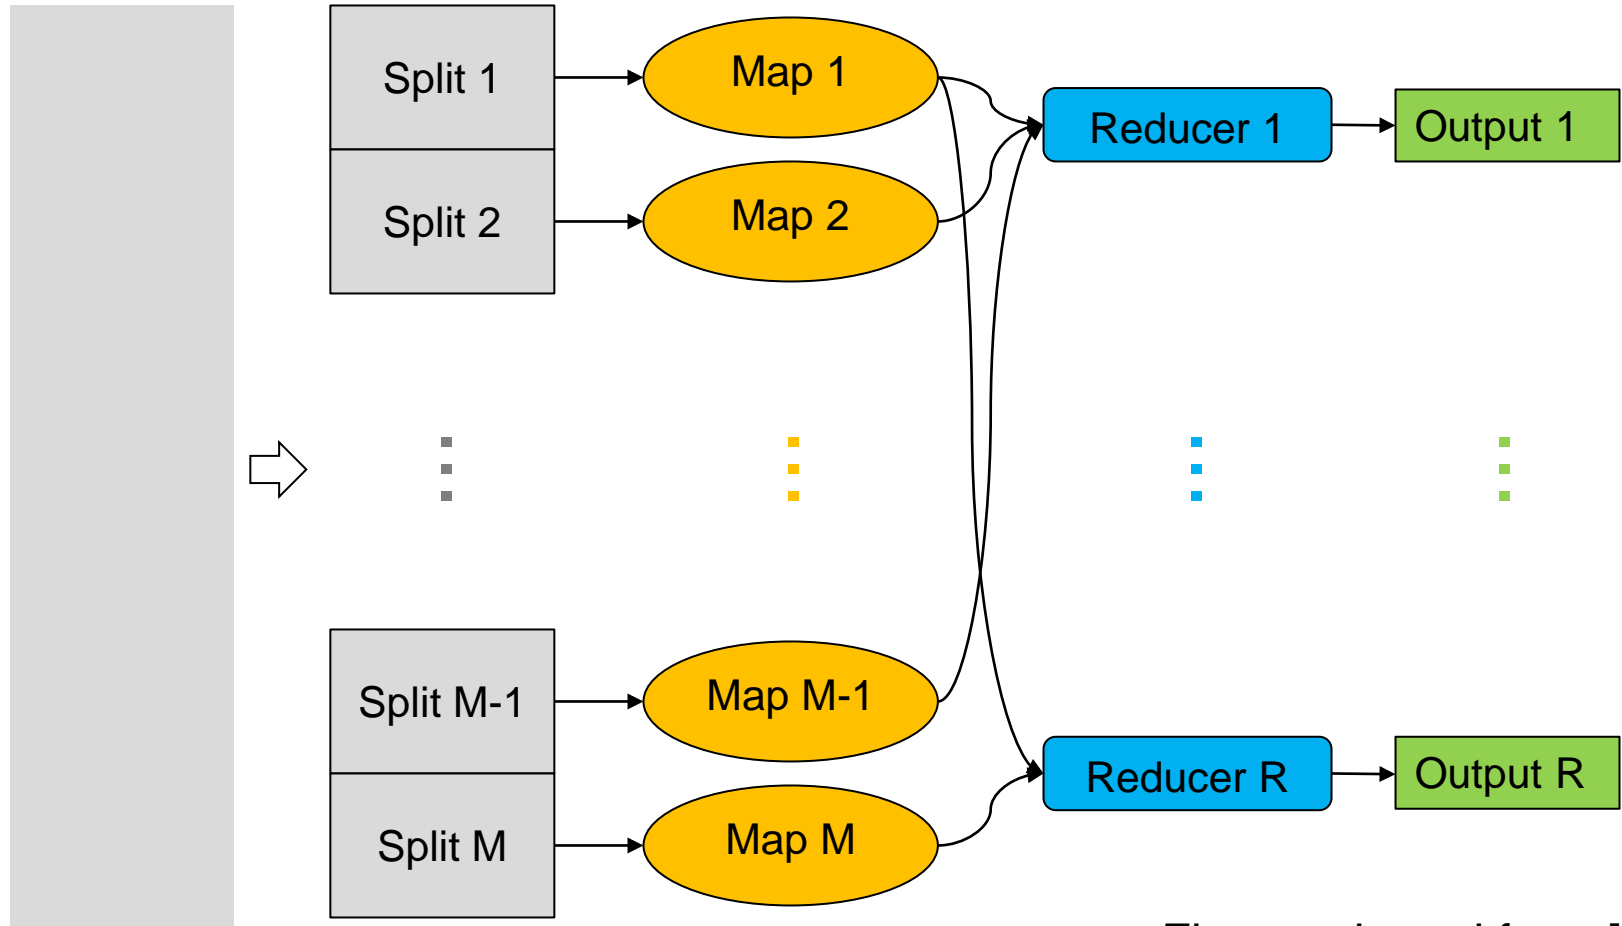 Split 1
Map 1
Reducer 1
Output 1
Split 2
Map 2
Split M-1
Map M-1
Reducer R
Output R
Split M
Map M